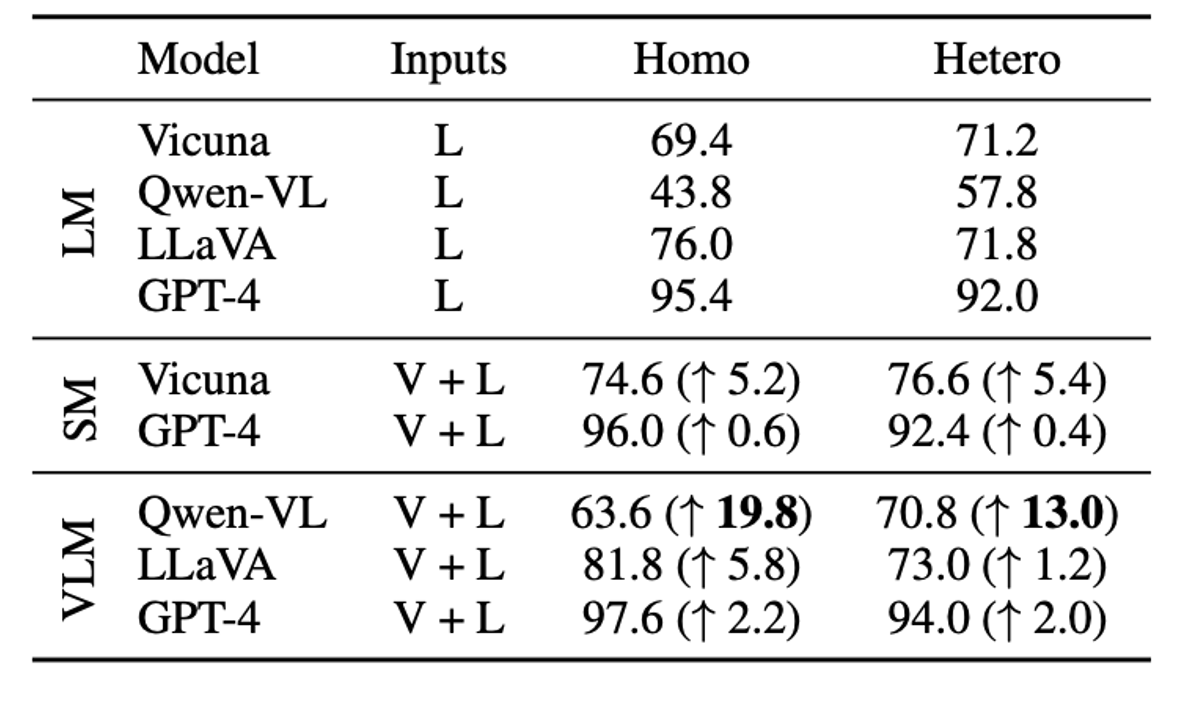 Model Inputs Homo Hetero
LM
Vicuna L 69.4 71.2
Qwen-VL L 43.8 57.8
LLaVA L 76.0 71.8
GPT-4 L 95.4 92.0
SM
Vicuna V + L 74.6 (↑ 5.2) 76.6 (↑ 5.4)
GPT-4 V + L 96.0 (↑ 0.6) 92.4 (↑ 0.4)
VLM
Qwen-VL V + L 63.6 (↑ 19.8) 70.8 (↑ 13.0)
LLaVA V + L 81.8 (↑ 5.8) 73.0 (↑ 1.2)
GPT-4 V + L 97.6 (↑ 2.2) 94.0 (↑ 2.0)